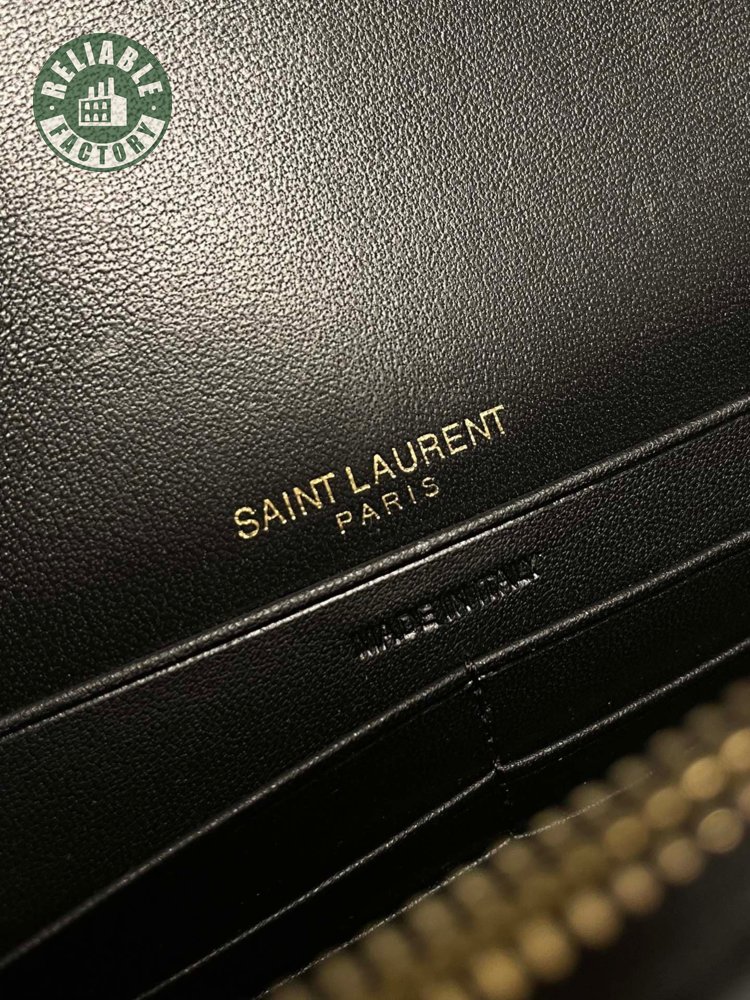 RELIABLE
FACTORY
SAINT LAURENT
PARIS
MADE IN ITALY